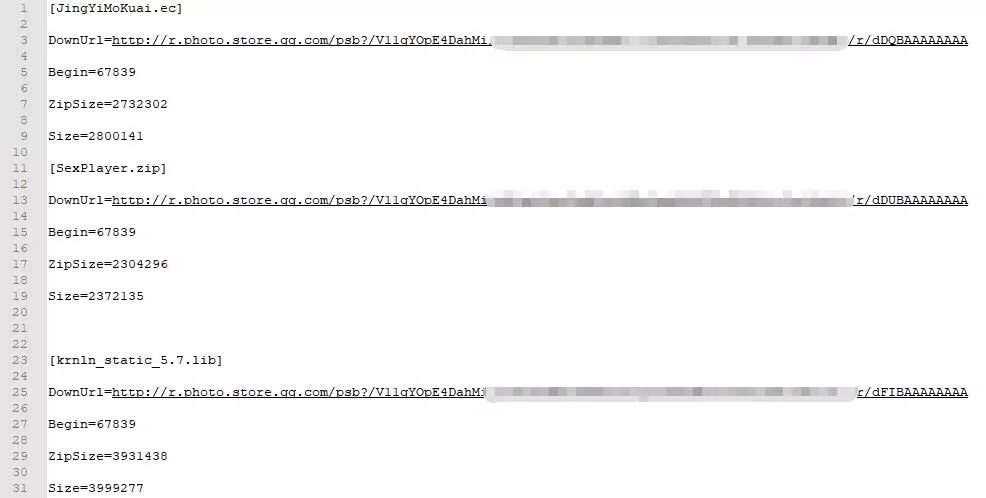 1 [JingYiMoKuai.ec]
2
3 DownUrl=http://r.photo.store.qq.com/psb?/V11qYOpE4DahMi /r/dDQBAAAAAAAA
4
5 Begin=67839
6
7 ZipSize=2732302
8
9 Size=2800141
10
11 [SexPlayer.zip]
12
13 DownUrl=http://r.photo.store.qq.com/psb?/V11qYOpE4DahMi /r/dDUBAAAAAAAA
14
15 Begin=67839
16
17 ZipSize=2304296
18
19 Size=2372135
20
21
22
23 [krnln_static_5.7.lib]
24
25 DownUrl=http://r.photo.store.qq.com/psb?/V11qYOpE4DahMi r/dFIBAAAAAAAA
26
27 Begin=67839
28
29 ZipSize=3931438
30
31 Size=3999277